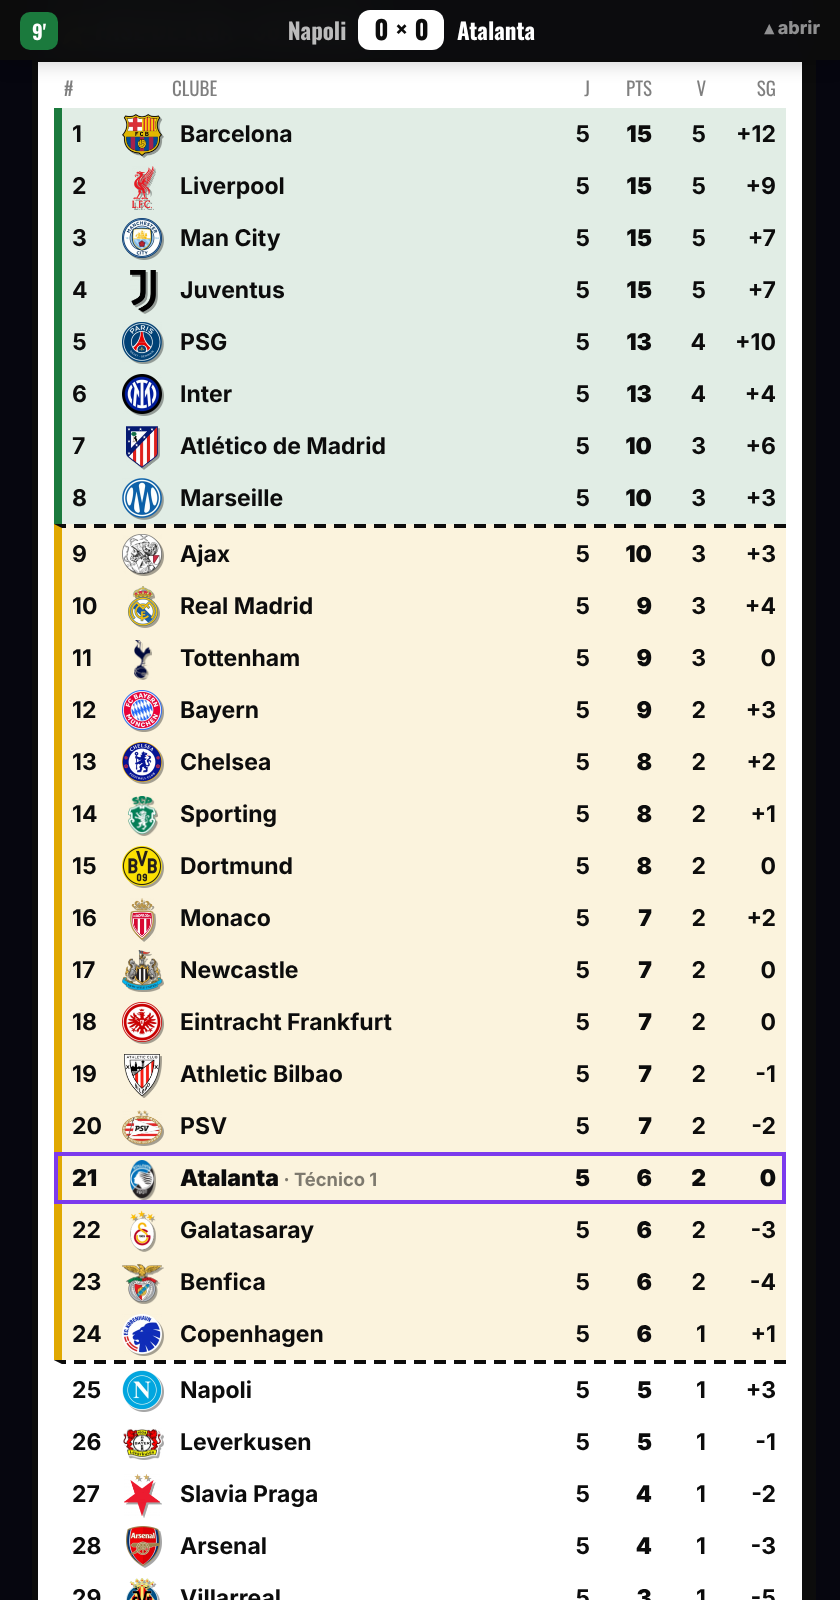 9'
Napoli 0 × 0 Atalanta
▲abrir
# CLUBE J PTS V SG
1 Barcelona 5 15 5 +12
2 Liverpool 5 15 5 +9
3 Man City 5 15 5 +7
4 Juventus 5 15 5 +7
5 PSG 5 13 4 +10
6 Inter 5 13 4 +4
7 Atlético de Madrid 5 10 3 +6
8 Marseille 5 10 3 +3
9 Ajax 5 10 3 +3
10 Real Madrid 5 9 3 +4
11 Tottenham 5 9 3 0
12 Bayern 5 9 2 +3
13 Chelsea 5 8 2 +2
14 Sporting 5 8 2 +1
15 Dortmund 5 8 2 0
16 Monaco 5 7 2 +2
17 Newcastle 5 7 2 0
18 Eintracht Frankfurt 5 7 2 0
19 Athletic Bilbao 5 7 2 -1
20 PSV 5 7 2 -2
21 Atalanta · Técnico 1 5 6 2 0
22 Galatasaray 5 6 2 -3
23 Benfica 5 6 2 -4
24 Copenhagen 5 6 1 +1
25 Napoli 5 5 1 +3
26 Leverkusen 5 5 1 -1
27 Slavia Praga 5 4 1 -2
28 Arsenal 5 4 1 -3
29 Villarreal 5 3 1 -5